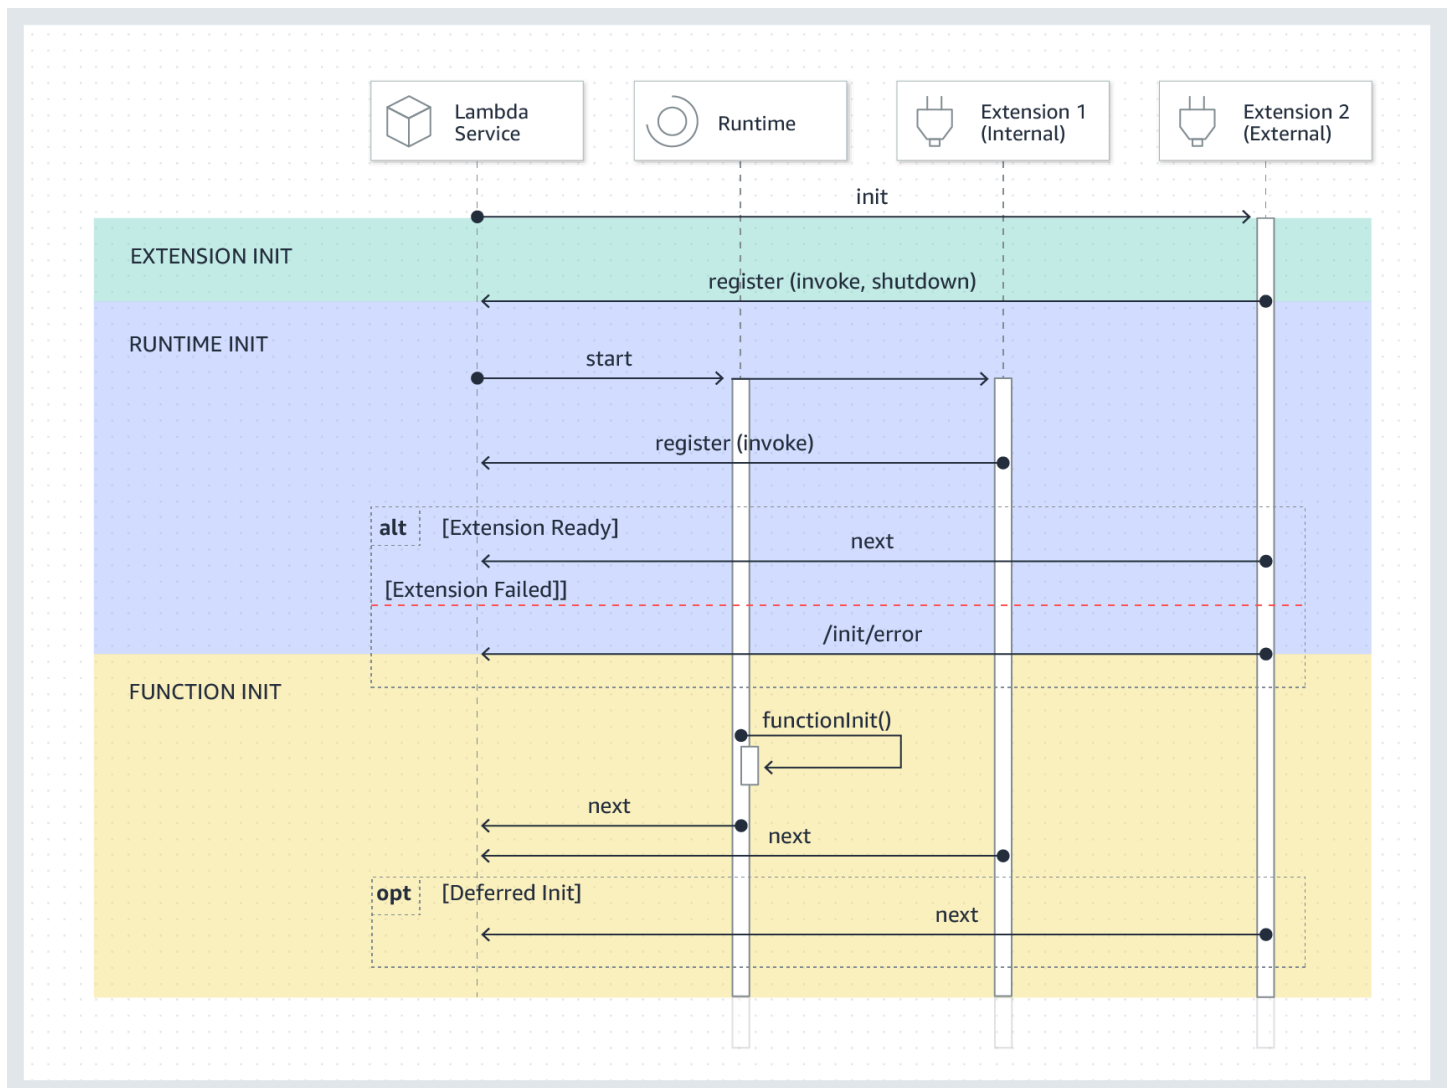 Lambda
Service
Runtime
Extension 1
(Internal)
Extension 2
(External)
init
EXTENSION INIT
register (invoke, shutdown)
RUNTIME INIT
start
register (invoke)
alt [Extension Ready]
next
[Extension Failed]]
/init/error
FUNCTION INIT
functionInit()
next
next
opt [Deferred Init]
next